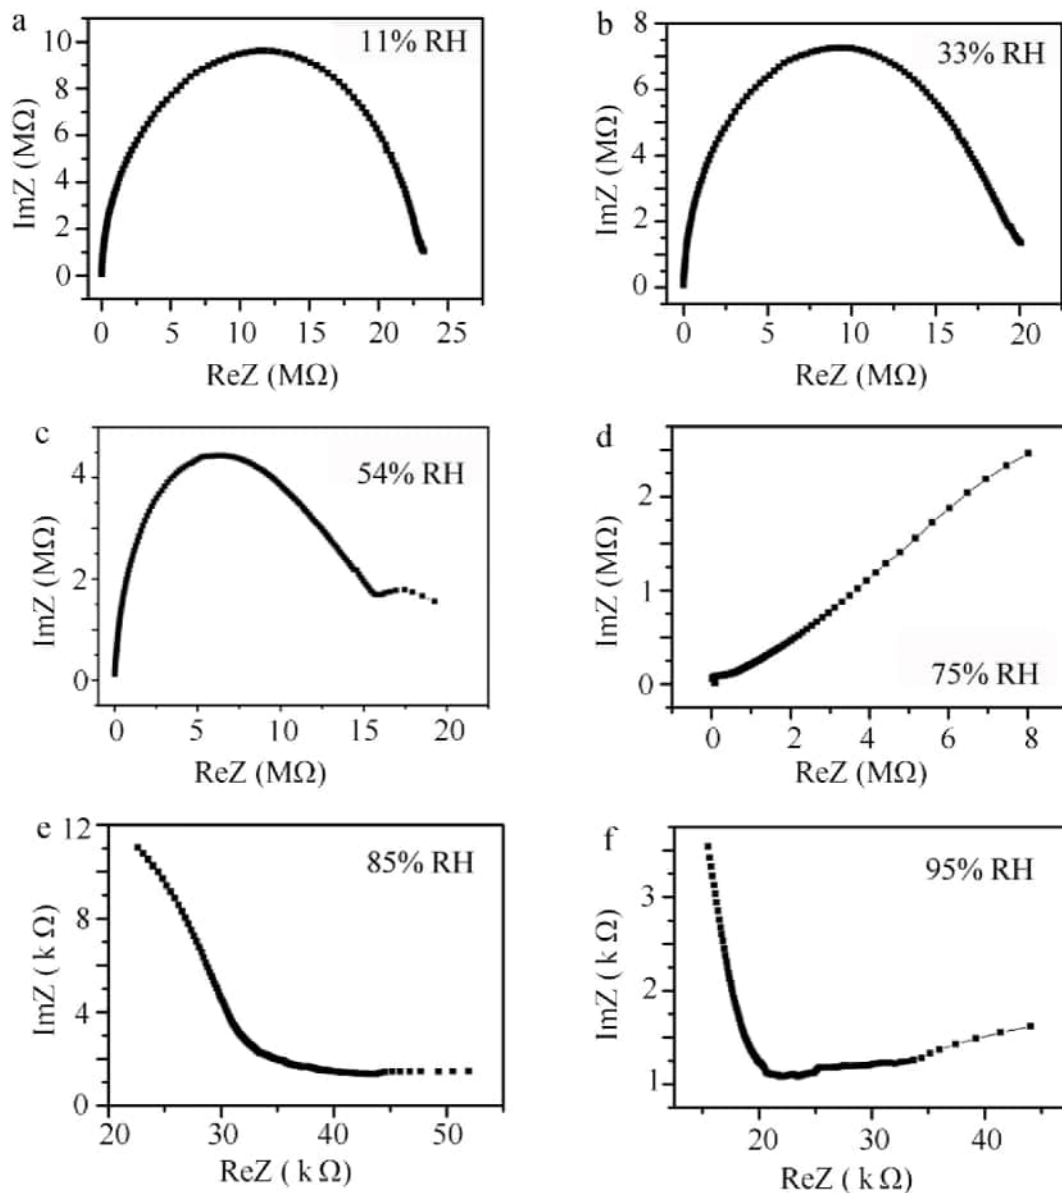 a
11% RH
10
8
6
4
2
0
ImZ (MΩ)
0 5 10 15 20 25
ReZ (MΩ)
b
33% RH
8
6
4
2
0
ImZ (MΩ)
0 5 10 15 20
ReZ (MΩ)
c
54% RH
4
2
0
ImZ (MΩ)
0 5 10 15 20
ReZ (MΩ)
d
75% RH
2
1
0
ImZ (MΩ)
0 2 4 6 8
ReZ (MΩ)
e
85% RH
12
8
4
0
ImZ ( k Ω)
20 30 40 50
ReZ ( k Ω)
f
95% RH
3
2
1
ImZ ( k Ω)
20 30 40
ReZ ( k Ω)